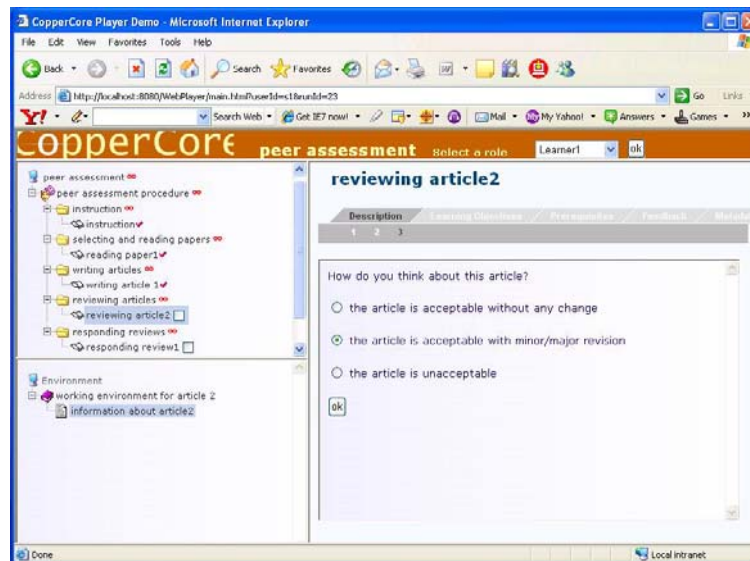 CopperCore Player Demo - Microsoft Internet Explorer
File Edit View Favorites Tools Help
Back Search Favorites
Address http://localhost:8080/WebPlayer/main.html?userId=s1&runId=23 Go Links
Y! Search Web Get IE7 now! Mail My Yahoo! Answers Games
CopperCore peer assessment Select a role Learner1 ok
peer assessment
peer assessment procedure
instruction
instruction
selecting and reading papers
reading paper1
writing articles
writing article 1
reviewing articles
reviewing article2
responding reviews
responding review1
Environment
working environment for article 2
information about article2
reviewing article2
Description Learning Objectives Prerequisites Feedback Metada
1 2 3
How do you think about this article?
the article is acceptable without any change
the article is acceptable with minor/major revision
the article is unacceptable
ok
Done Local intranet